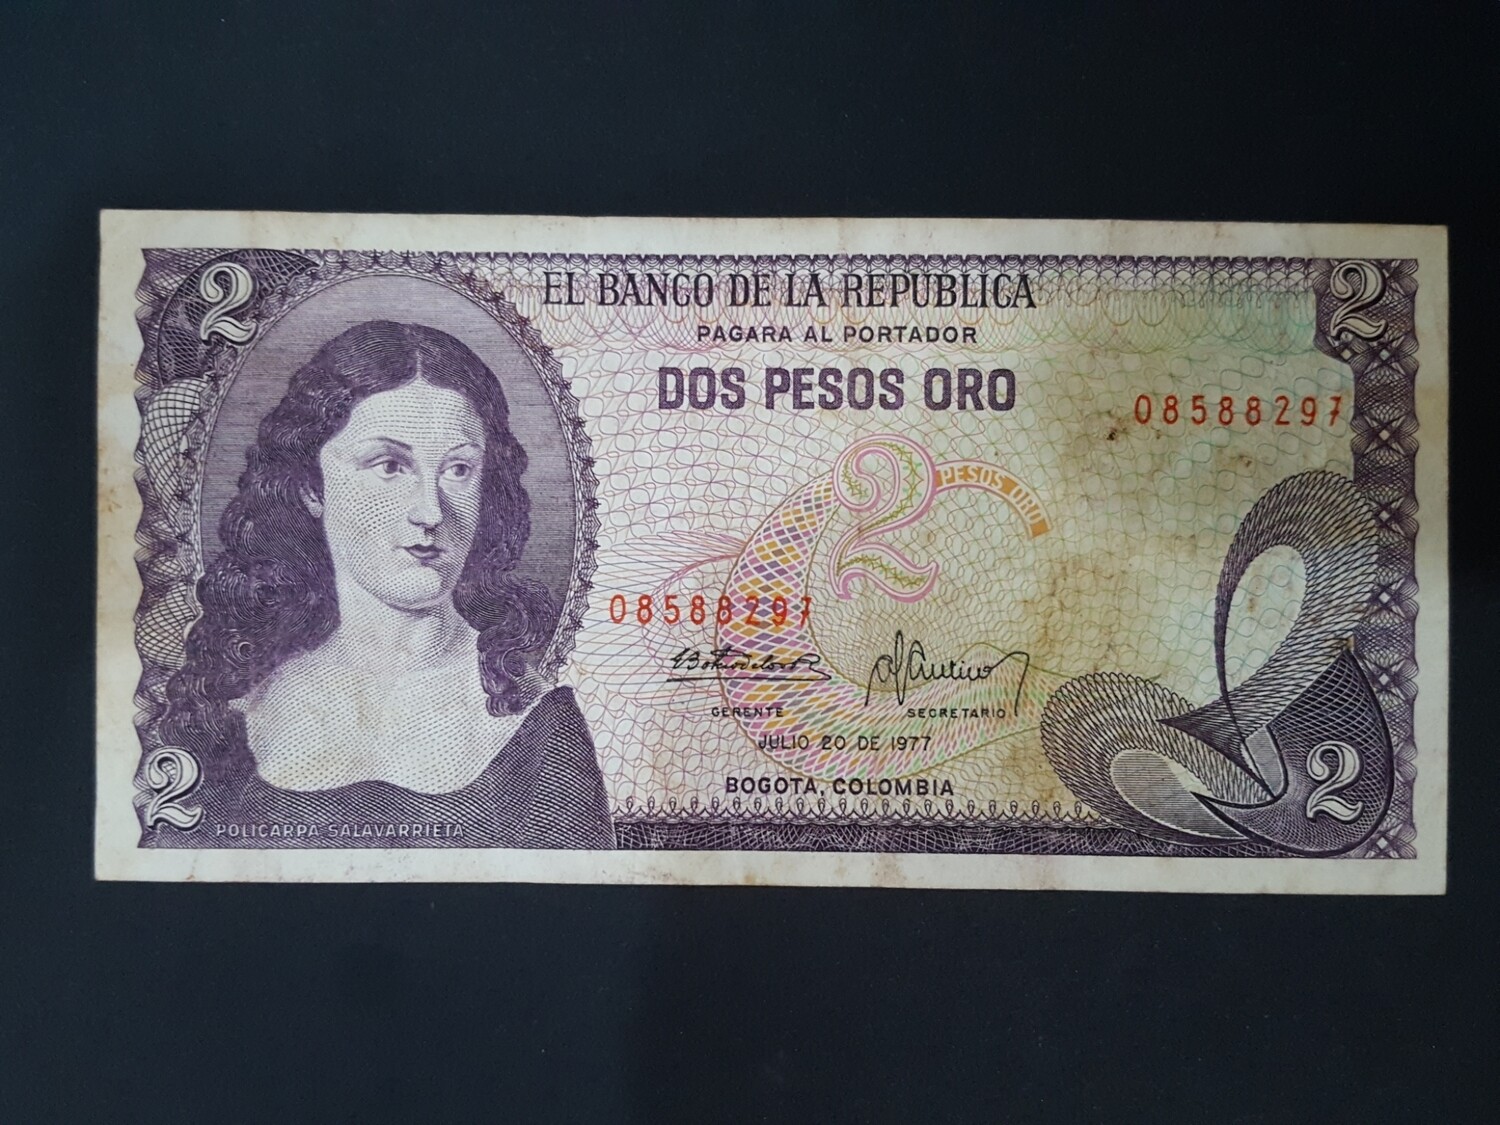 2
2
EL BANCO DE LA REPUBLICA
PAGARA AL PORTADOR
DOS PESOS ORO
08588297
2
PESOS ORO
08588297
GERENTE
SECRETARIO
JULIO 20 DE 1977
BOGOTA, COLOMBIA
2
2
POLICARPA SALAVARRIETA